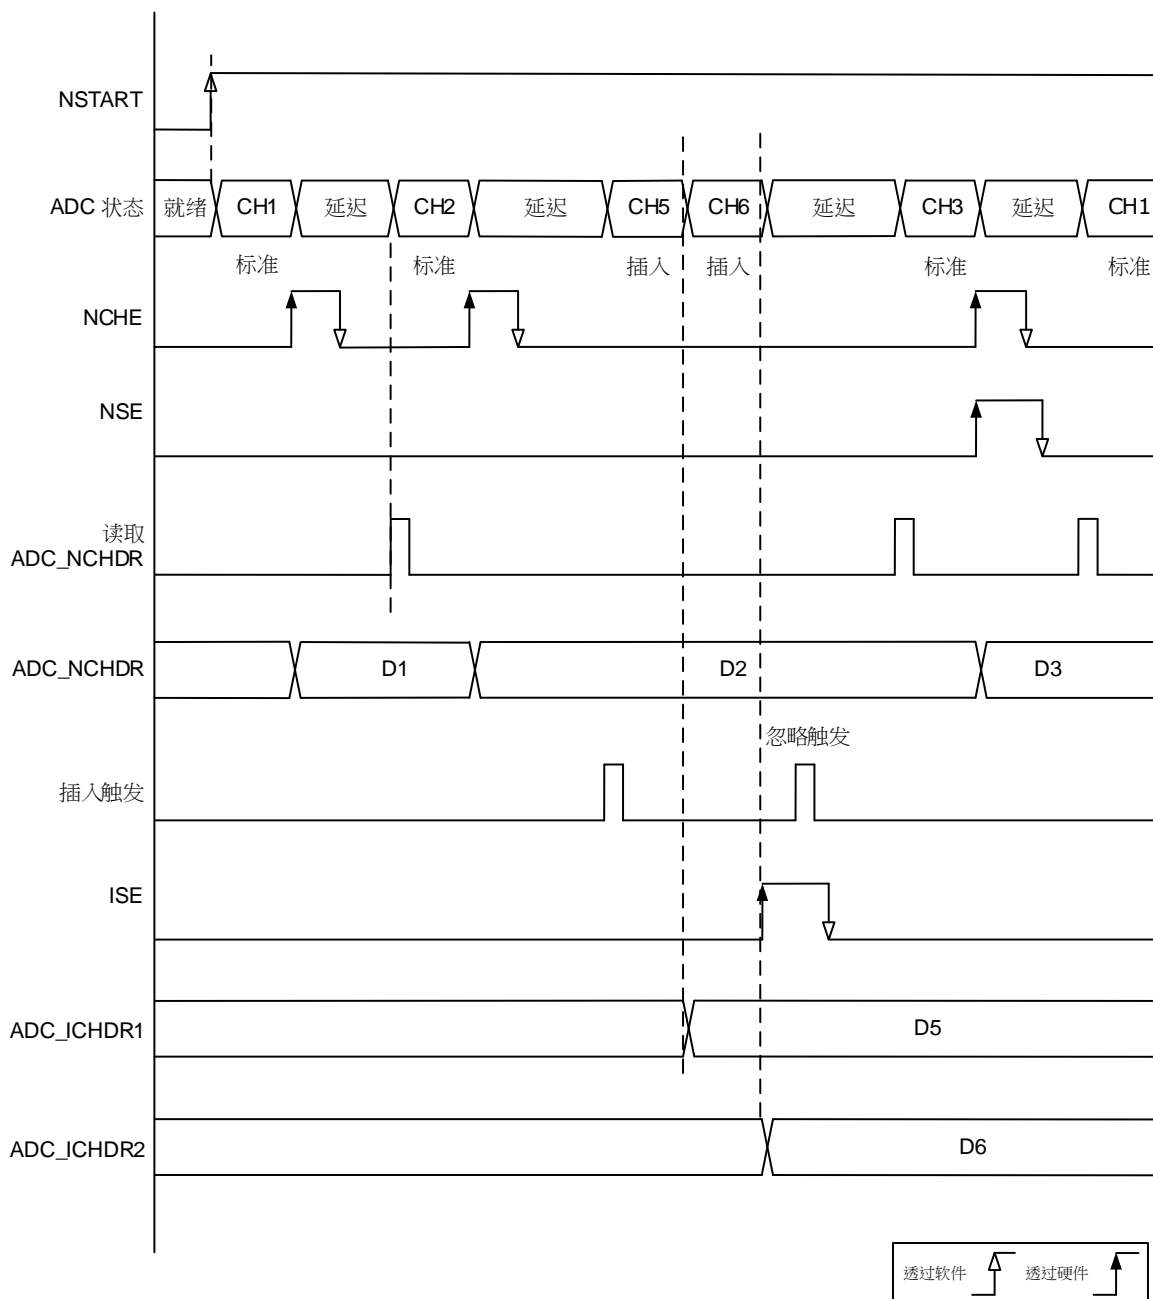 NSTART
ADC 状态 就绪 CH1 延迟 CH2 延迟 CH5 CH6 延迟 CH3 延迟 CH1
标准 标准 插入 插入 标准 标准
NCHE
NSE
读取
ADC_NCHDR
ADC_NCHDR D1 D2 D3
忽略触发
插入触发
ISE
ADC_ICHDR1 D5
ADC_ICHDR2 D6
透过软件 透过硬件